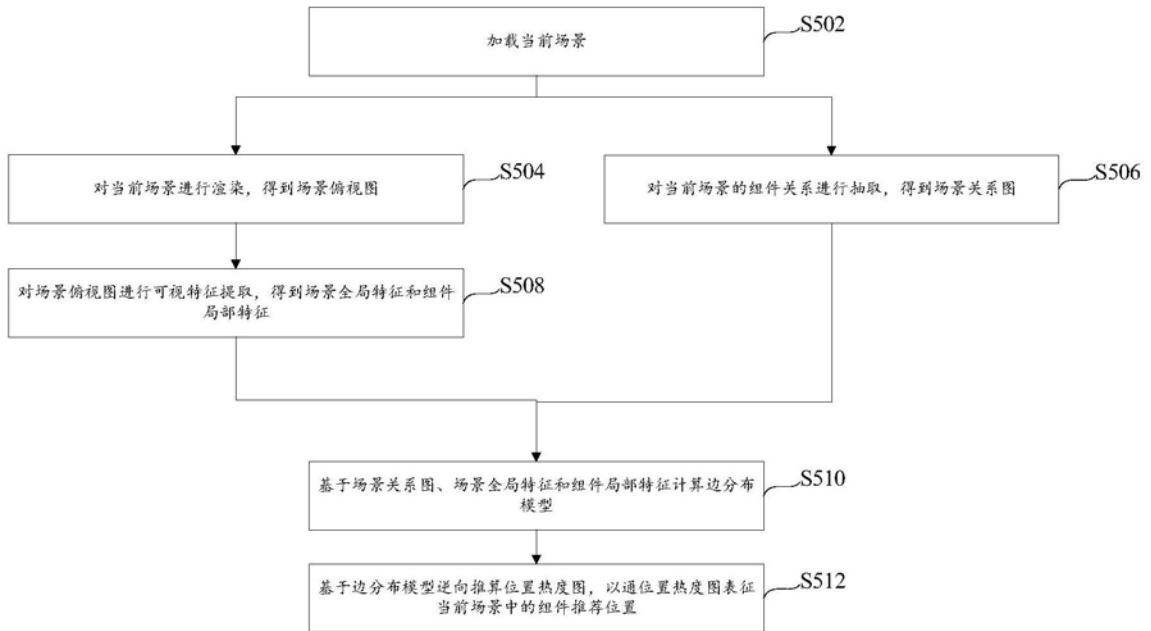 加载当前场景
S502
对当前场景进行渲染，得到场景俯视图
S504
对当前场景的组件关系进行抽取，得到场景关系图
S506
对场景俯视图进行可视特征提取，得到场景全局特征和组件
局部特征
S508
基于场景关系图、场景全局特征和组件局部特征计算边分布
模型
S510
基于边分布模型逆向推算位置热度图，以通位置热度图表征
当前场景中的组件推荐位置
S512